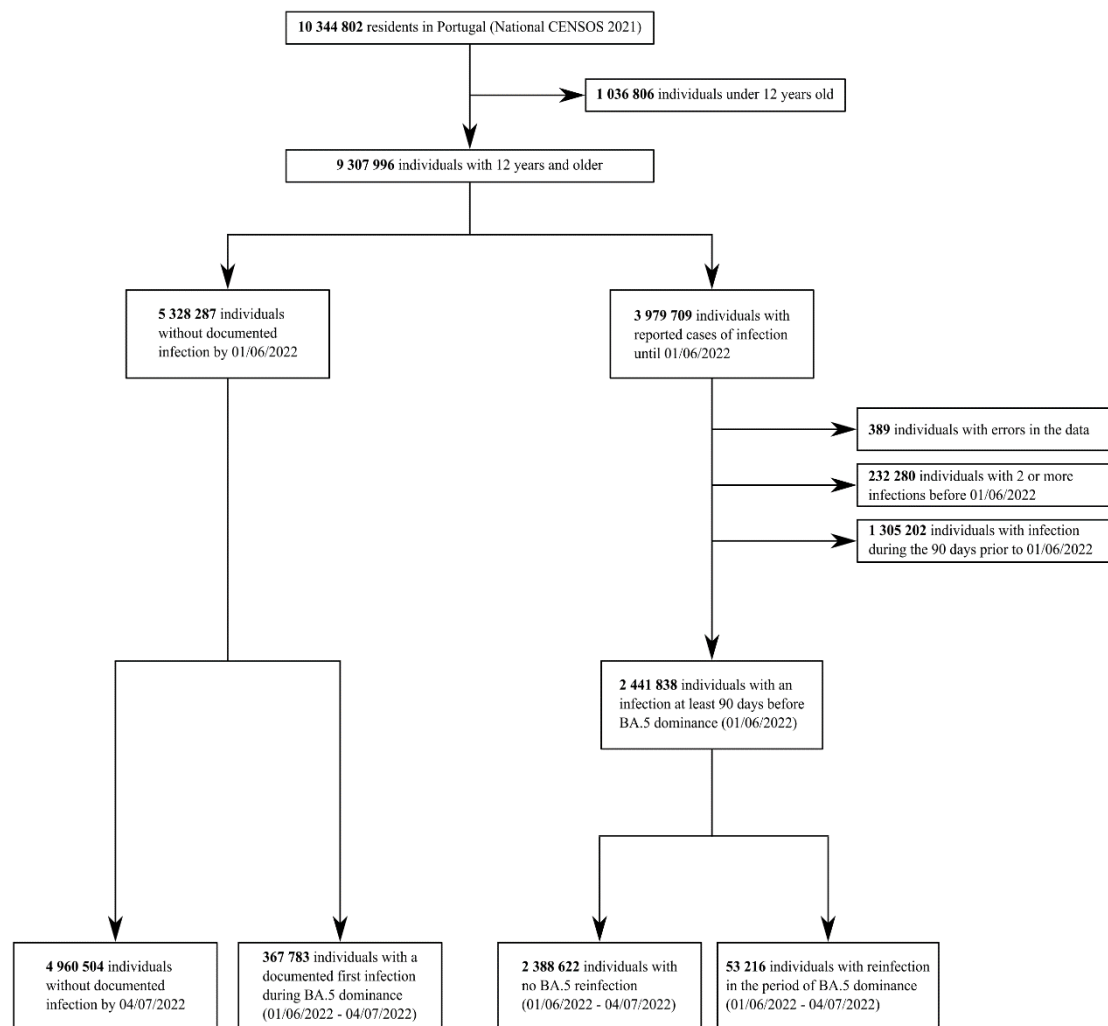 10 344 802 residents in Portugal (National CENSOS 2021)
1 036 806 individuals under 12 years old
9 307 996 individuals with 12 years and older
5 328 287 individuals
without documented
infection by 01/06/2022
3 979 709 individuals with
reported cases of infection
until 01/06/2022
389 individuals with errors in the data
232 280 individuals with 2 or more
infections before 01/06/2022
1 305 202 individuals with infection
during the 90 days prior to 01/06/2022
2 441 838 individuals with an
infection at least 90 days before
BA.5 dominance (01/06/2022)
4 960 504 individuals
without documented
infection by 04/07/2022
367 783 individuals with a
documented first infection
during BA.5 dominance
(01/06/2022 - 04/07/2022)
2 388 622 individuals with
no BA.5 reinfection
(01/06/2022 - 04/07/2022)
53 216 individuals with reinfection
in the period of BA.5 dominance
(01/06/2022 - 04/07/2022)